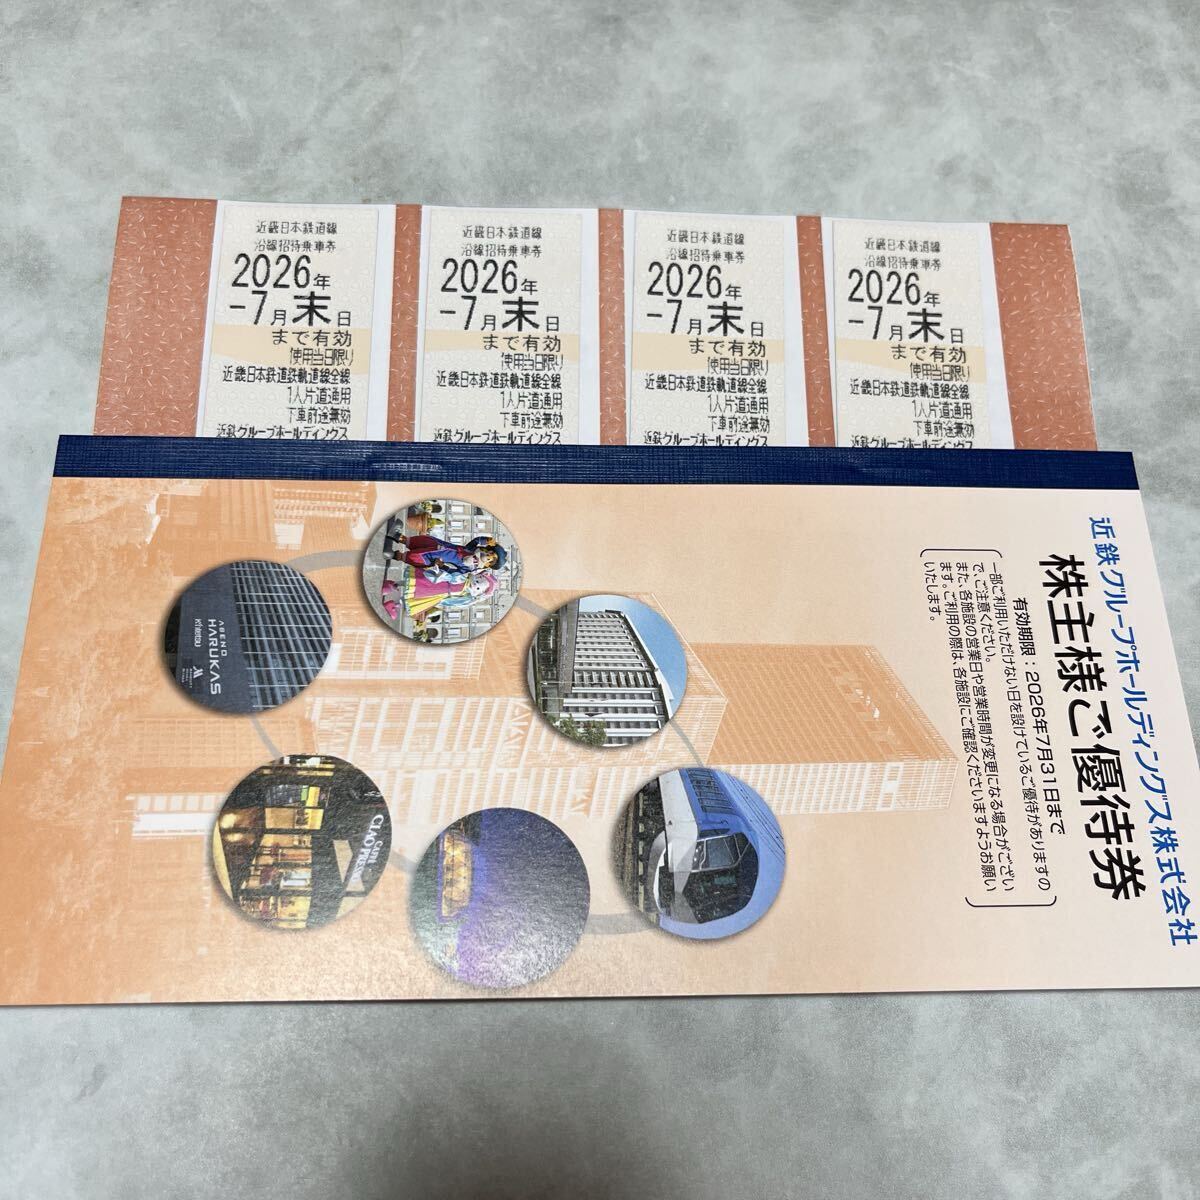 近畿日本鉄道線
沿線招待乗車券
2026年
-7月末日
まで有効
使用当日限り
近畿日本鉄道鉄軌道線全線
1人片道通用
下車前途無効
近鉄グループホールディングス
近畿日本鉄道線
沿線招待乗車券
2026年
-7月末日
まで有効
使用当日限り
近畿日本鉄道鉄軌道線全線
1人片道通用
下車前途無効
近鉄グループホールディングス
近畿日本鉄道線
沿線招待乗車券
2026年
-7月末日
まで有効
使用当日限り
近畿日本鉄道鉄軌道線全線
1人片道通用
下車前途無効
近鉄グループホールディングス
近畿日本鉄道線
沿線招待乗車券
2026年
-7月末日
まで有効
使用当日限り
近畿日本鉄道鉄軌道線全線
1人片道通用
下車前途無効
近鉄グループホールディングス
近鉄グループホールディングス株式会社
株主様ご優待券
有効期限：2026年7月31日まで
一部ご利用いただけない日を設けているご優待がありますの
で、ご注意ください。
また、各施設の営業日や営業時間が変更になる場合がござい
ます。ご利用の際は、各施設にご確認くださいますようお願い
いたします。
ABENO
HARUKAS
Kintetsu
Caffé
CIAO PRESSO